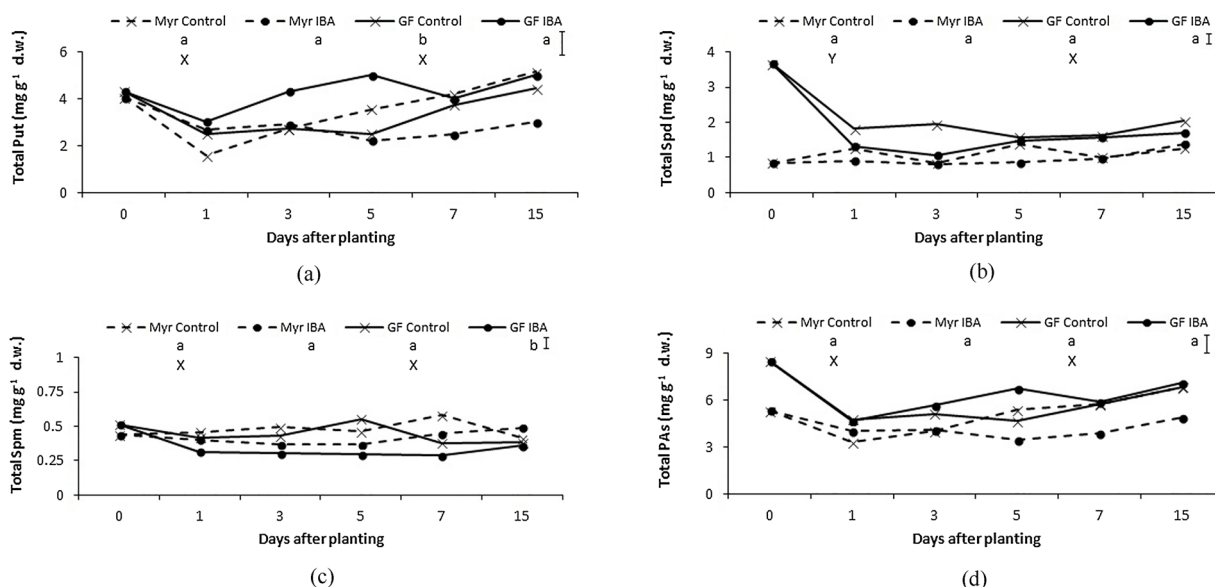 Myr Control Myr IBA GF Control GF IBA
a a b a
X X
6
4
2
0
Total Put (mg g⁻¹ d.w.)
0 1 3 5 7 15
Days after planting
(a)
Myr Control Myr IBA GF Control GF IBA
a a a a
Y X
4
3
2
1
0
Total Spd (mg g⁻¹ d.w.)
0 1 3 5 7 15
Days after planting
(b)
Myr Control Myr IBA GF Control GF IBA
a a a b
X X
1
0.75
0.5
0.25
0
Total Spm (mg g⁻¹ d.w.)
0 1 3 5 7 15
Days after planting
(c)
Myr Control Myr IBA GF Control GF IBA
a a a a
X X
9
6
3
0
Total PAs (mg g⁻¹ d.w.)
0 1 3 5 7 15
Days after planting
(d)